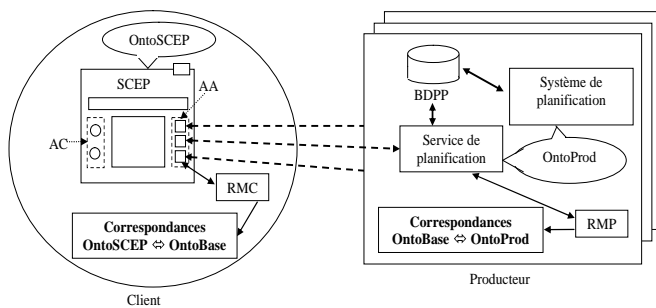 OntoSCEP
SCEP
AA
AC
RMC
Correspondances
OntoSCEP ⇔ OntoBase
Client
BDPP
Système de
planification
Service de
planification
OntoProd
Correspondances
OntoBase ⇔ OntoProd
RMP
Producteur